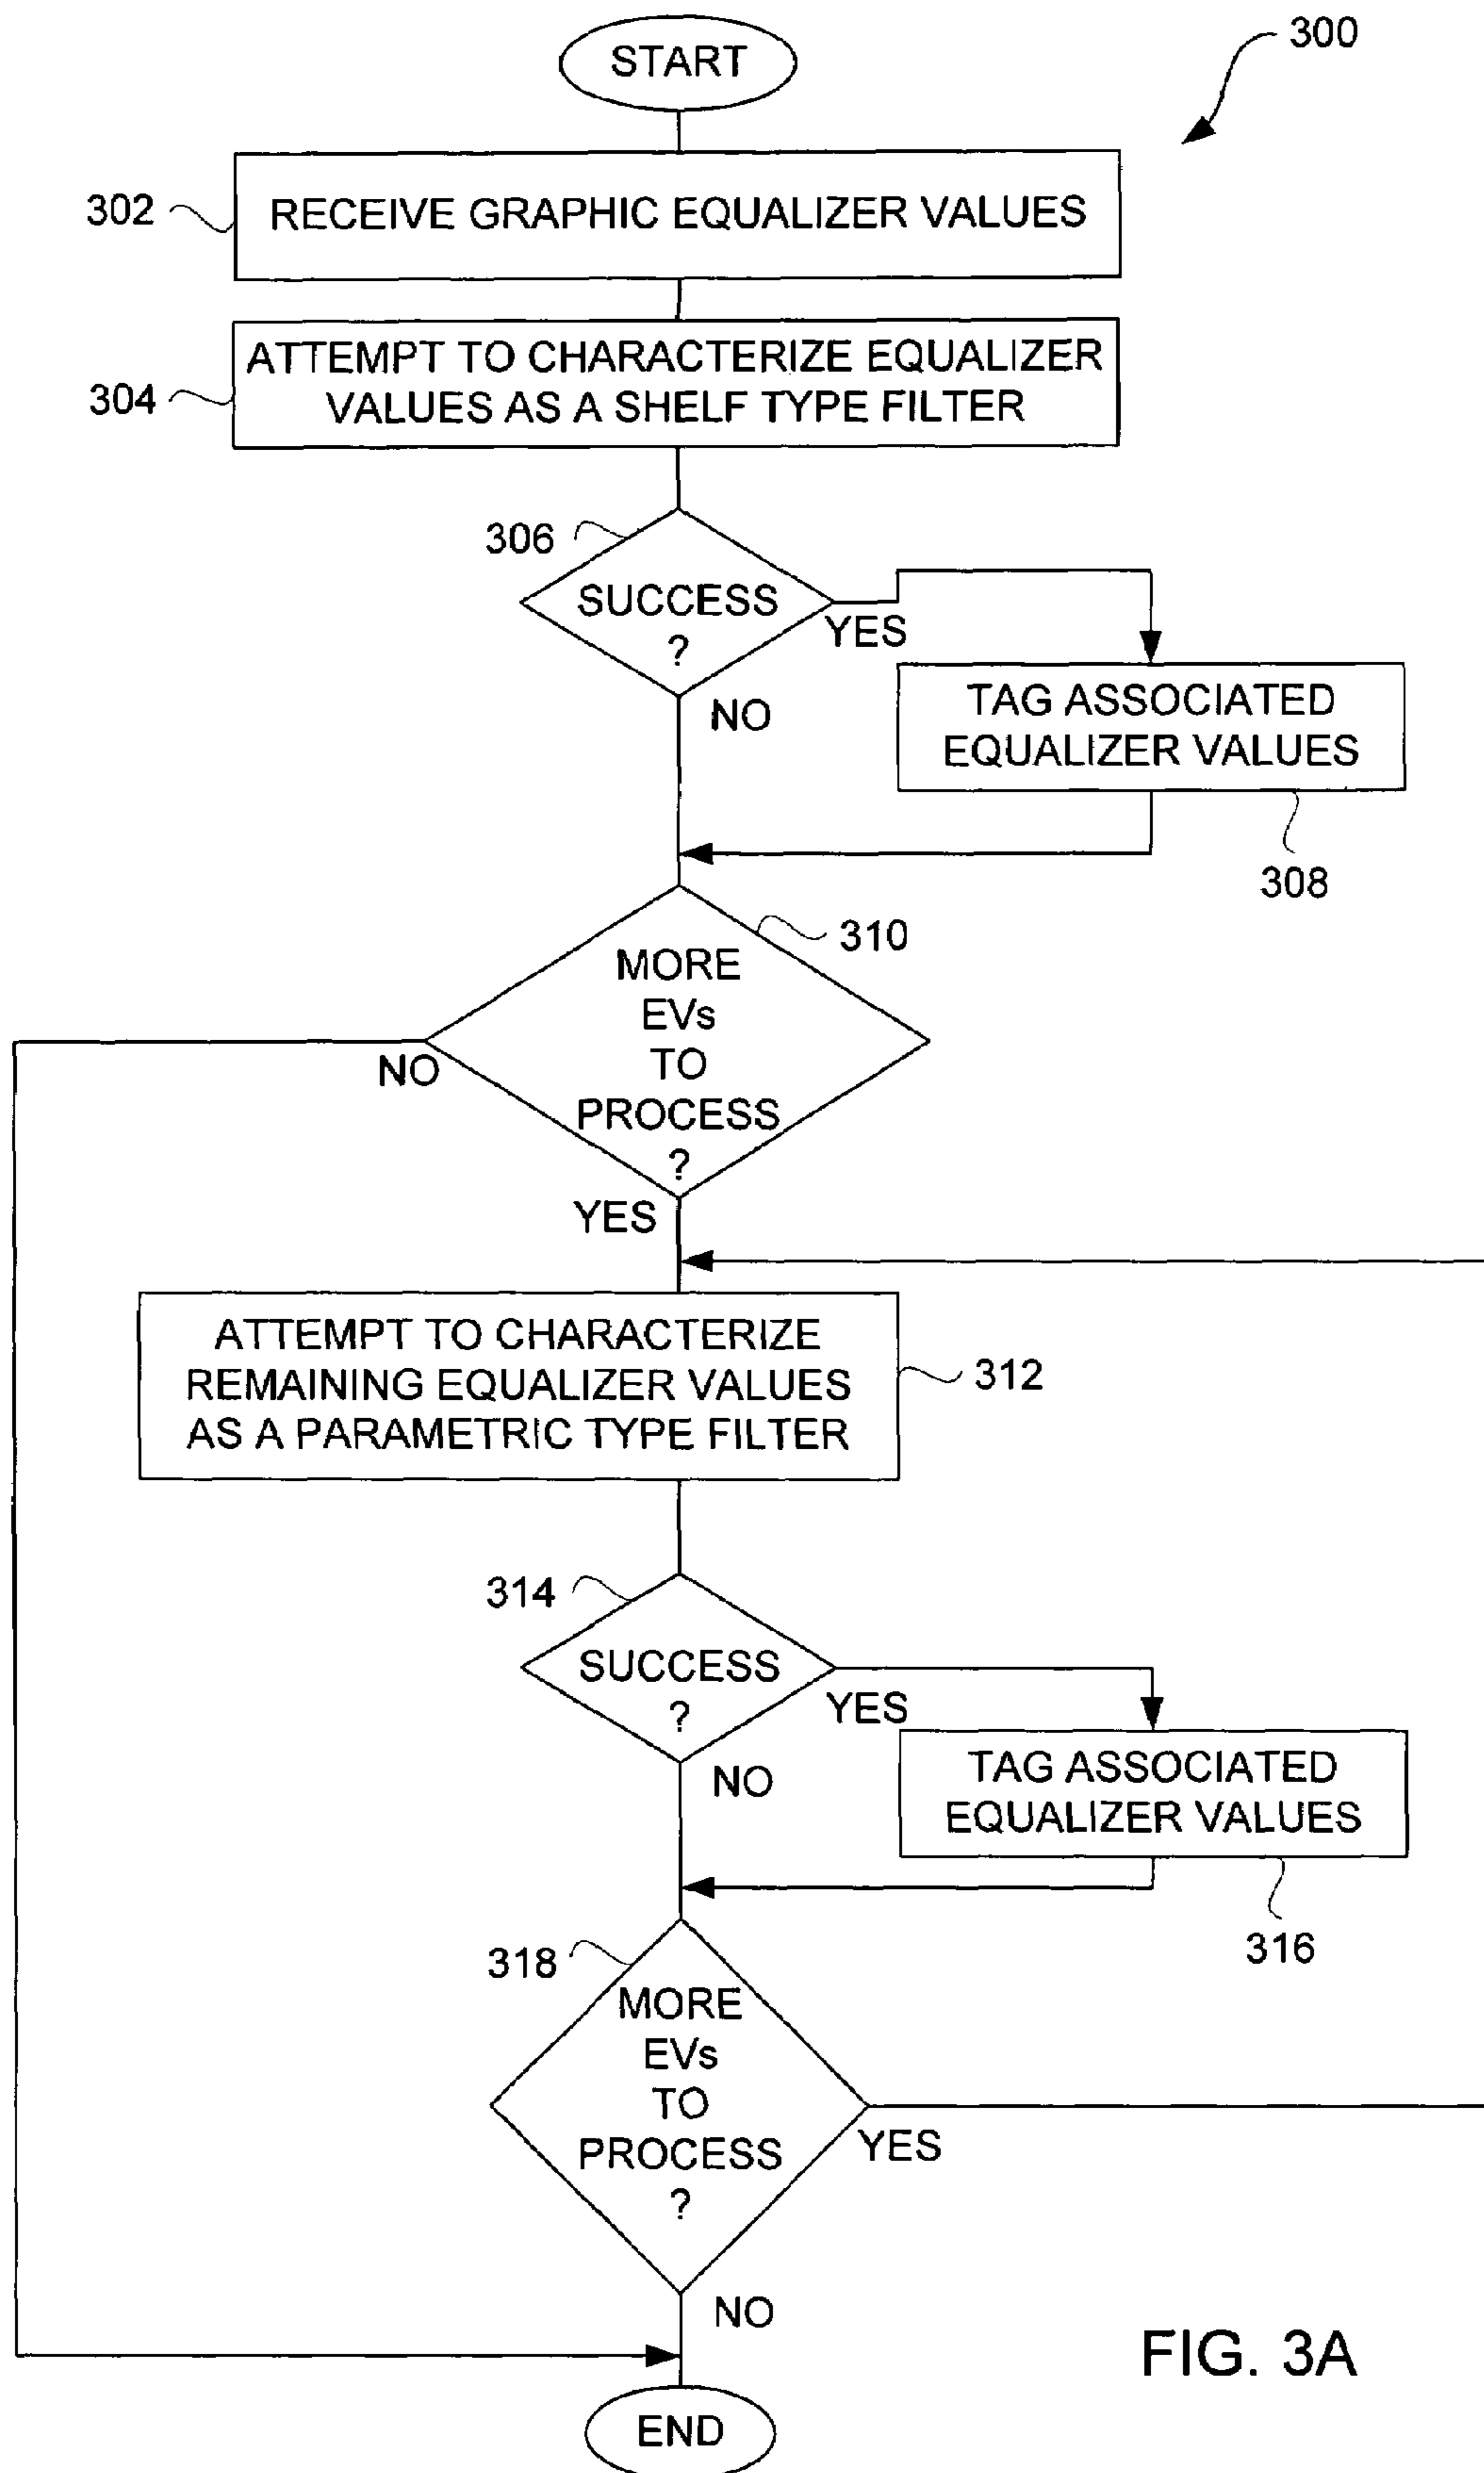 START
300
302
RECEIVE GRAPHIC EQUALIZER VALUES
304
ATTEMPT TO CHARACTERIZE EQUALIZER
VALUES AS A SHELF TYPE FILTER
306
SUCCESS
?
YES
NO
TAG ASSOCIATED
EQUALIZER VALUES
308
310
MORE
EVs
TO
PROCESS
?
NO
YES
ATTEMPT TO CHARACTERIZE
REMAINING EQUALIZER VALUES
AS A PARAMETRIC TYPE FILTER
312
314
SUCCESS
?
YES
NO
TAG ASSOCIATED
EQUALIZER VALUES
316
318
MORE
EVs
TO
PROCESS
?
YES
NO
FIG. 3A
END